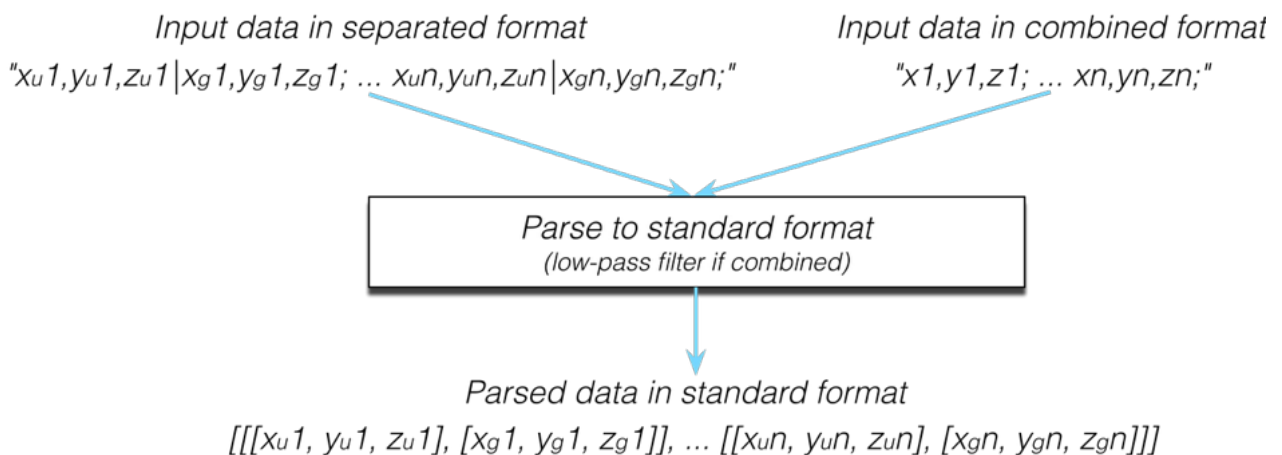 Input data in separated format
"xu1,yu1,zu1|xg1,yg1,zg1; ... xun,yun,zun|xgn,ygn,zgn;"
Input data in combined format
"x1,y1,z1; ... xn,yn,zn;"
Parse to standard format
(low-pass filter if combined)
Parsed data in standard format
[[[xu1, yu1, zu1], [xg1, yg1, zg1]], ... [[xun, yun, zun], [xgn, ygn, zgn]]]